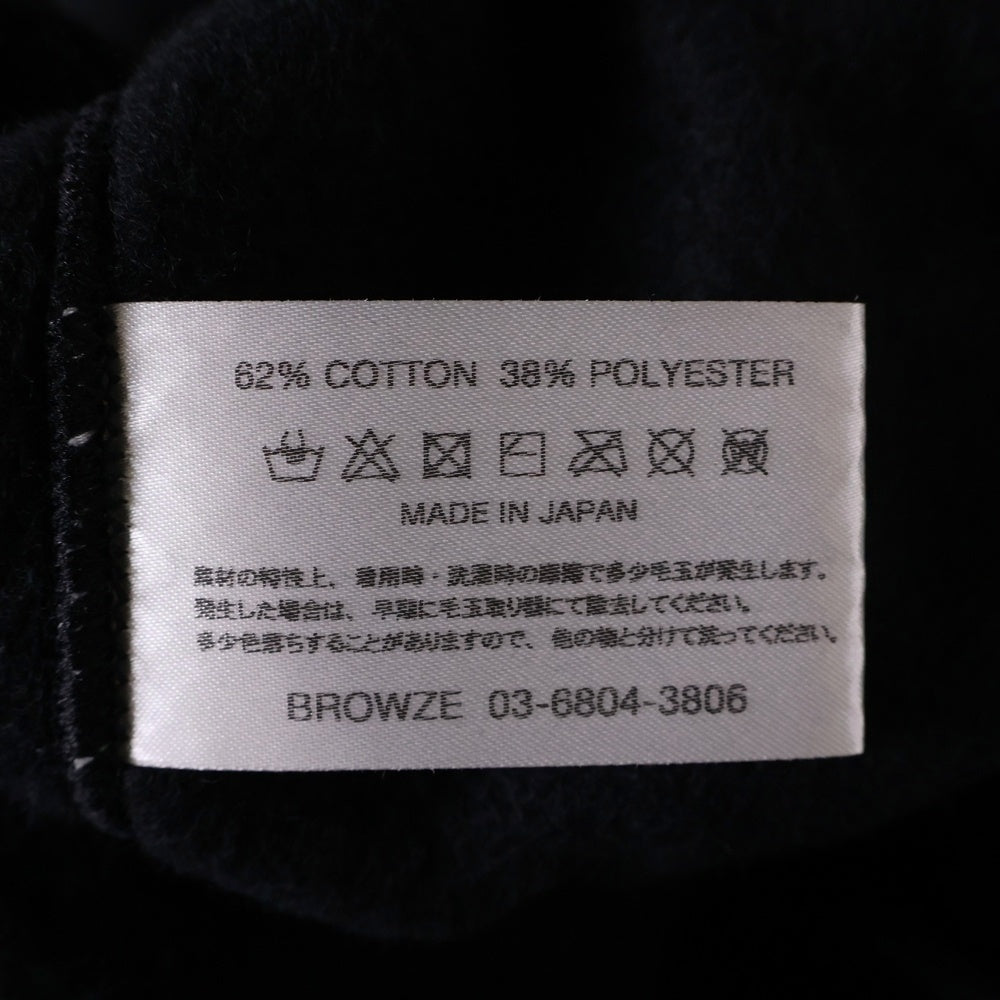 62% COTTON 38% POLYESTER
MADE IN JAPAN
素材の特性上、着用時・洗濯時の摩擦で多少毛玉が発生します。
発生した場合は、早期に毛玉取り機にて除去してください。
多少色落ちすることがありますので、他の物と分けて洗ってください。
BROWZE 03-6804-3806